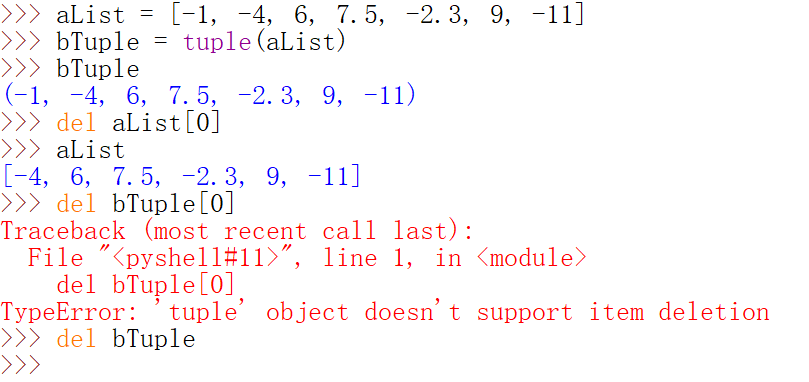 >>> aList = [-1, -4, 6, 7.5, -2.3, 9, -11]
>>> bTuple = tuple(aList)
>>> bTuple
(-1, -4, 6, 7.5, -2.3, 9, -11)
>>> del aList[0]
>>> aList
[-4, 6, 7.5, -2.3, 9, -11]
>>> del bTuple[0]
Traceback (most recent call last):
  File "<pyshell#11>", line 1, in <module>
    del bTuple[0]
TypeError: 'tuple' object doesn't support item deletion
>>> del bTuple
>>>